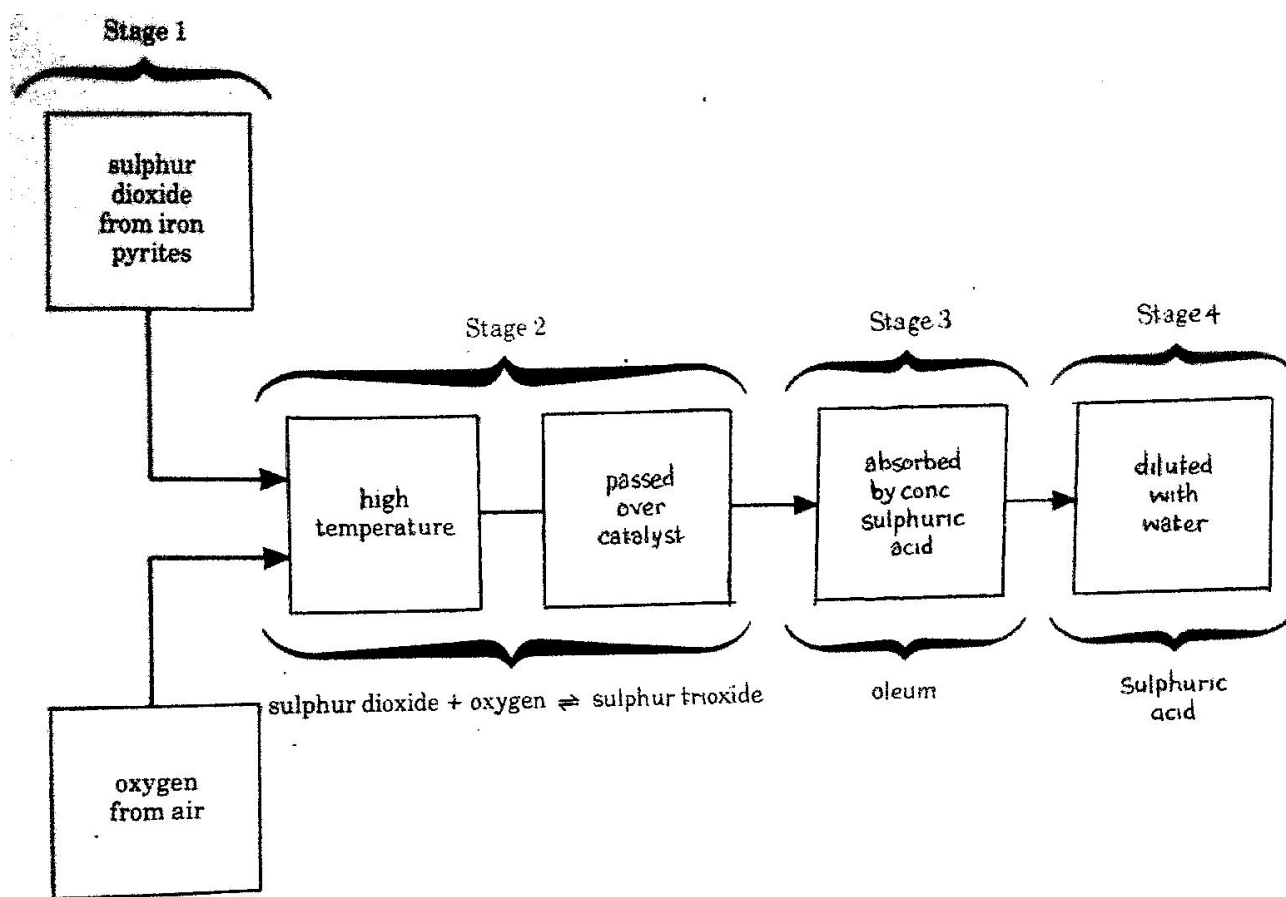 Stage 1
sulphur
dioxide
from iron
pyrites
Stage 2
Stage 3
Stage 4
high
temperature
passed
over
catalyst
absorbed
by conc
sulphuric
acid
diluted
with
water
sulphur dioxide + oxygen ⇌ sulphur trioxide
oleum
Sulphuric
acid
oxygen
from air